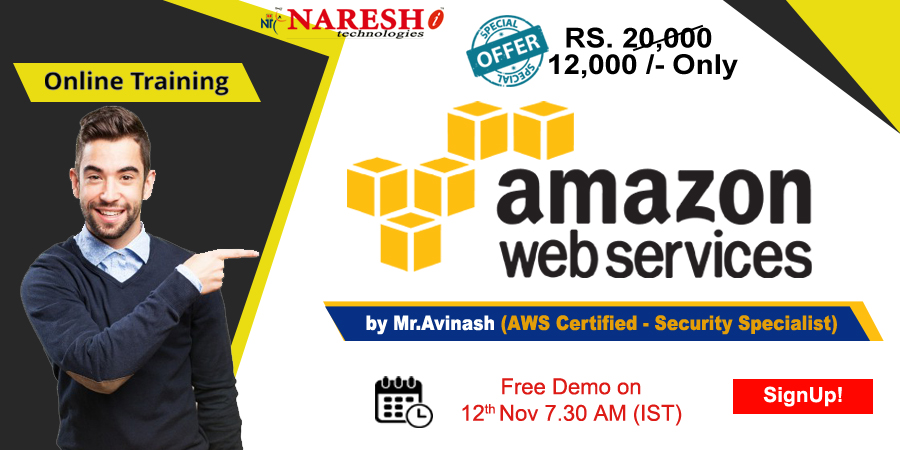 NARESH i
technologies
Online Training
SPECIAL
OFFER
SPECIAL
RS. 20,000
12,000 /- Only
amazon
web services
by Mr.Avinash (AWS Certified - Security Specialist)
Free Demo on
12th Nov 7.30 AM (IST)
SignUp!